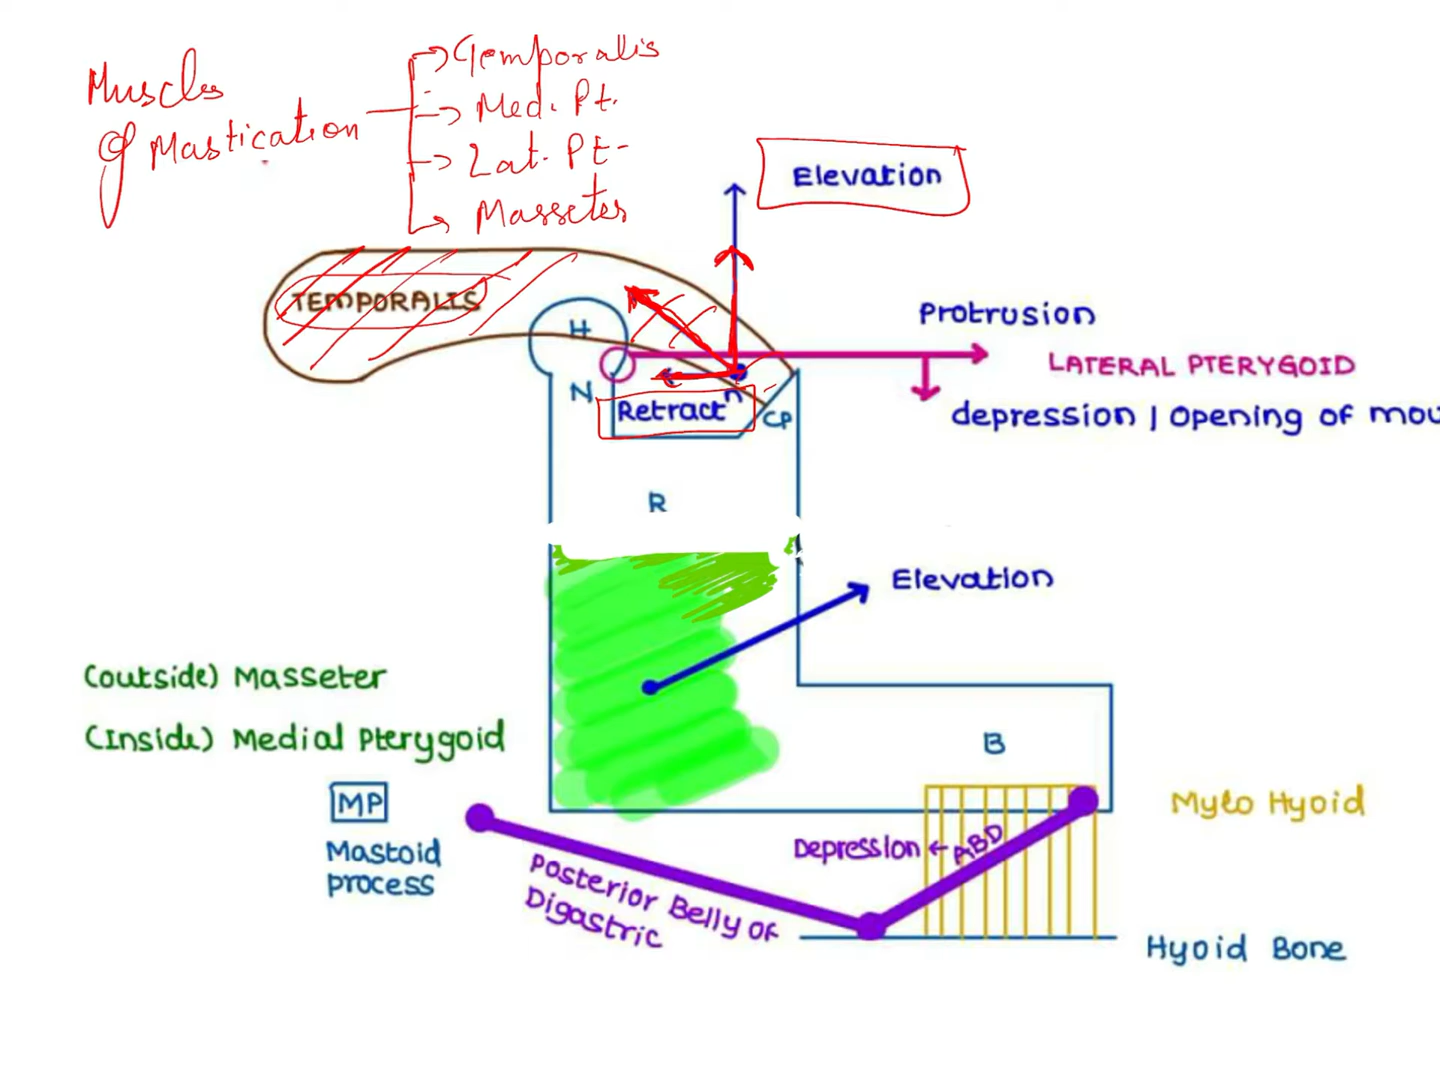 Muscles
Of Mastication
Temporalis
Med. Pt.
Lat. Pt-
Masseter
Elevation
TEMPORALIS
H
Protrusion
LATERAL PTERYGOID
N
Retractn
CP
depression / Opening of mou
R
Elevation
(outside) Masseter
(Inside) Medial Pterygoid
B
MP
Mylo Hyoid
Mastoid
process
Depression ← ABD
Posterior Belly of
Digastric
Hyoid Bone